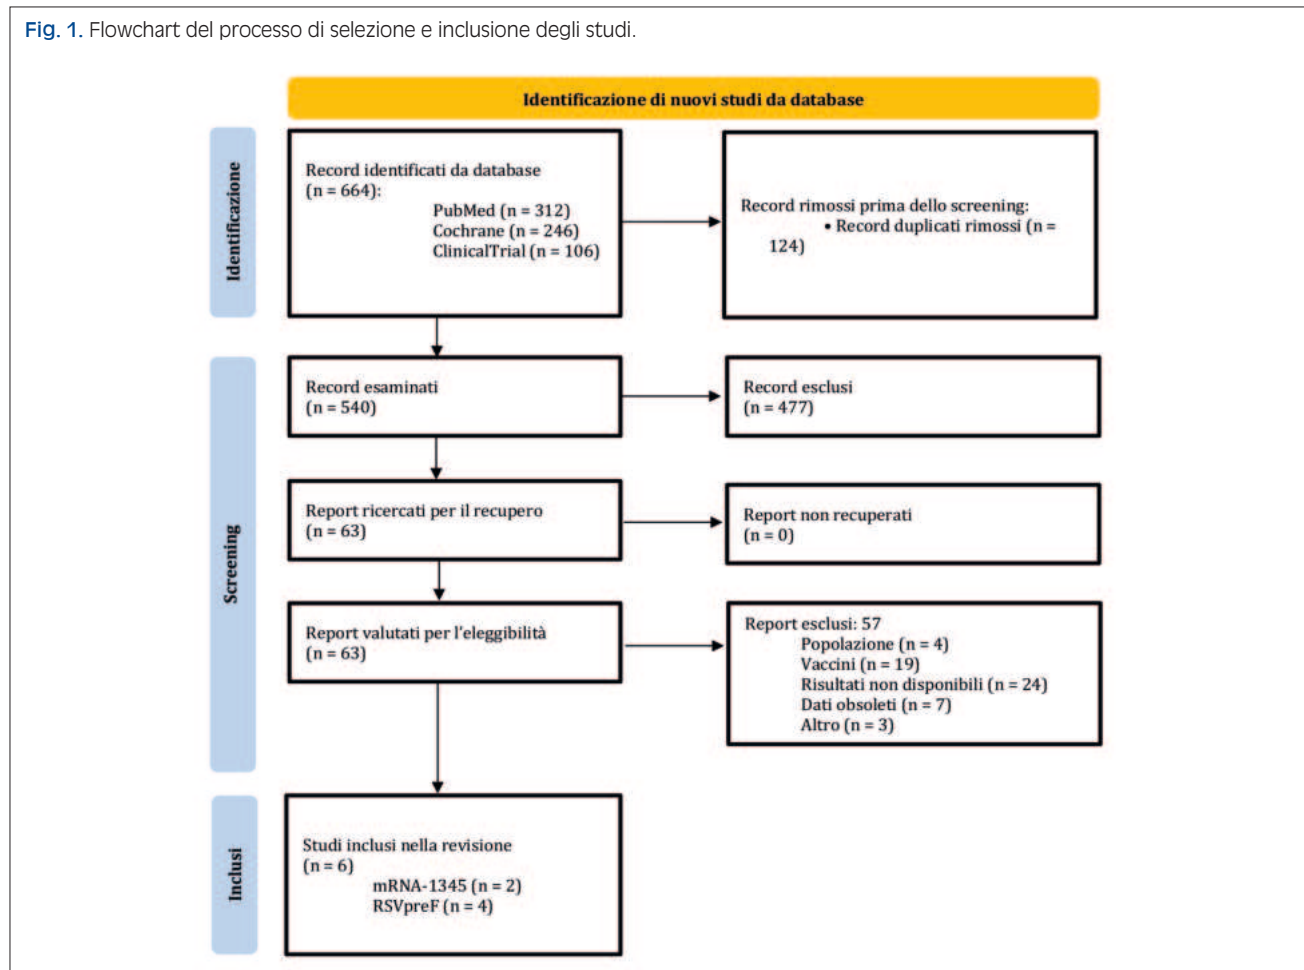 Fig. 1. Flowchart del processo di selezione e inclusione degli studi.
Identificazione di nuovi studi da database
Identificazione
Record identificati da database
(n = 664):
PubMed (n = 312)
Cochrane (n = 246)
ClinicalTrial (n = 106)
Record rimossi prima dello screening:
• Record duplicati rimossi (n =
124)
Screening
Record esaminati
(n = 540)
Record esclusi
(n = 477)
Report ricercati per il recupero
(n = 63)
Report non recuperati
(n = 0)
Report valutati per l'eleggibilità
(n = 63)
Report esclusi: 57
Popolazione (n = 4)
Vaccini (n = 19)
Risultati non disponibili (n = 24)
Dati obsoleti (n = 7)
Altro (n = 3)
Inclusi
Studi inclusi nella revisione
(n = 6)
mRNA-1345 (n = 2)
RSVpreF (n = 4)